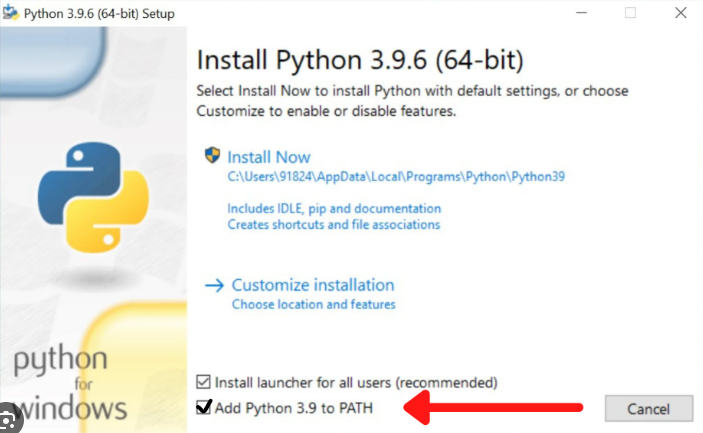 Python 3.9.6 (64-bit) Setup
Install Python 3.9.6 (64-bit)
Select Install Now to install Python with default settings, or choose
Customize to enable or disable features.
Install Now
C:\Users\91824\AppData\Local\Programs\Python\Python39
Includes IDLE, pip and documentation
Creates shortcuts and file associations
Customize installation
Choose location and features
python
for
windows
Install launcher for all users (recommended)
Add Python 3.9 to PATH
Cancel